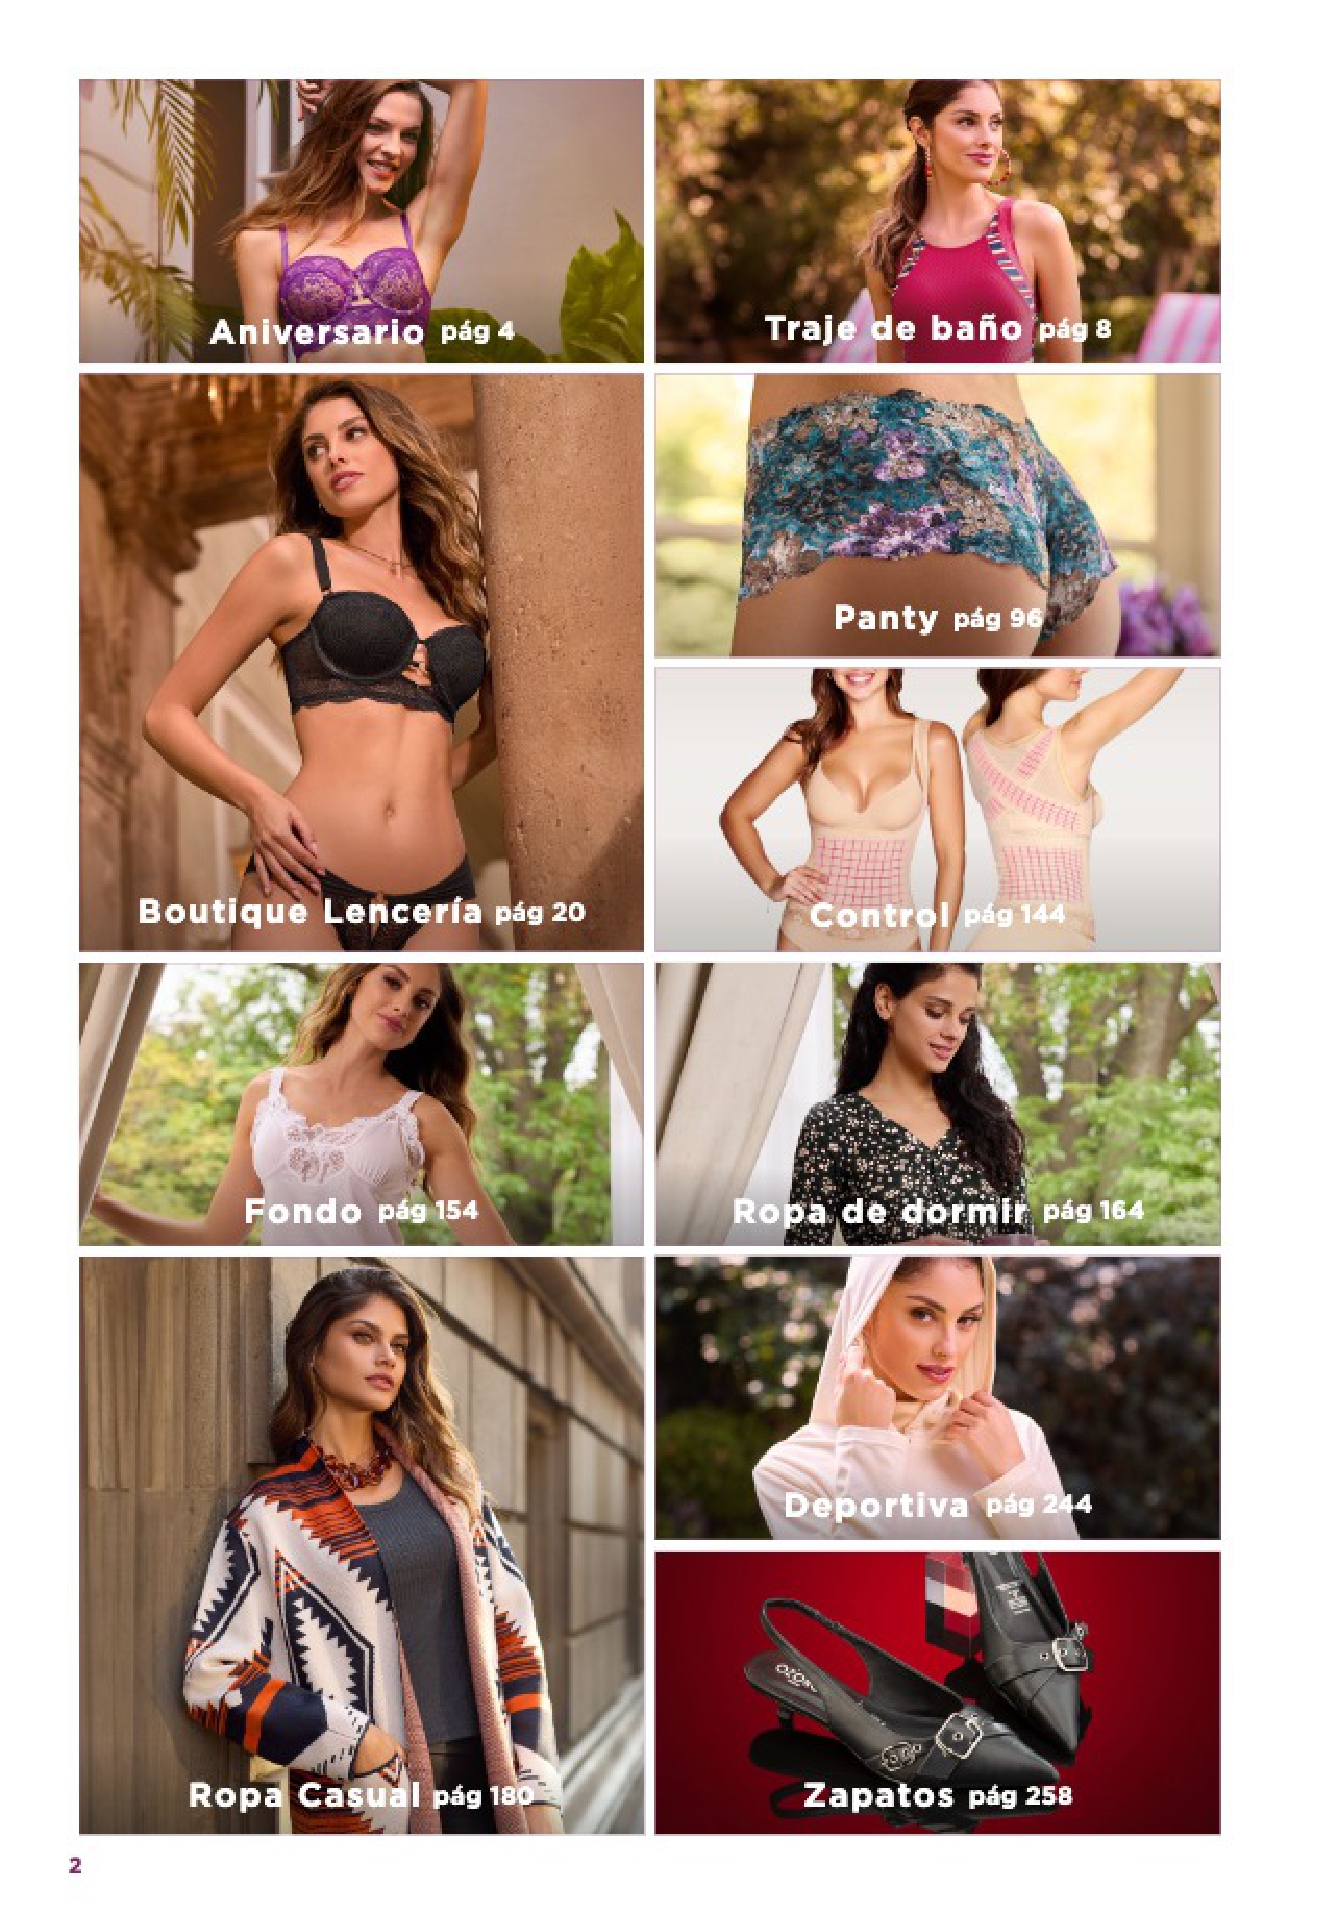 Aniversario pág 4
Traje de baño pág 8
Boutique Lencería pág 20
Panty pág 96
Control pág 144
Fondo pág 154
Ropa de dormir pág 164
Ropa Casual pág 180
Deportiva pág 244
Zapatos pág 258
2